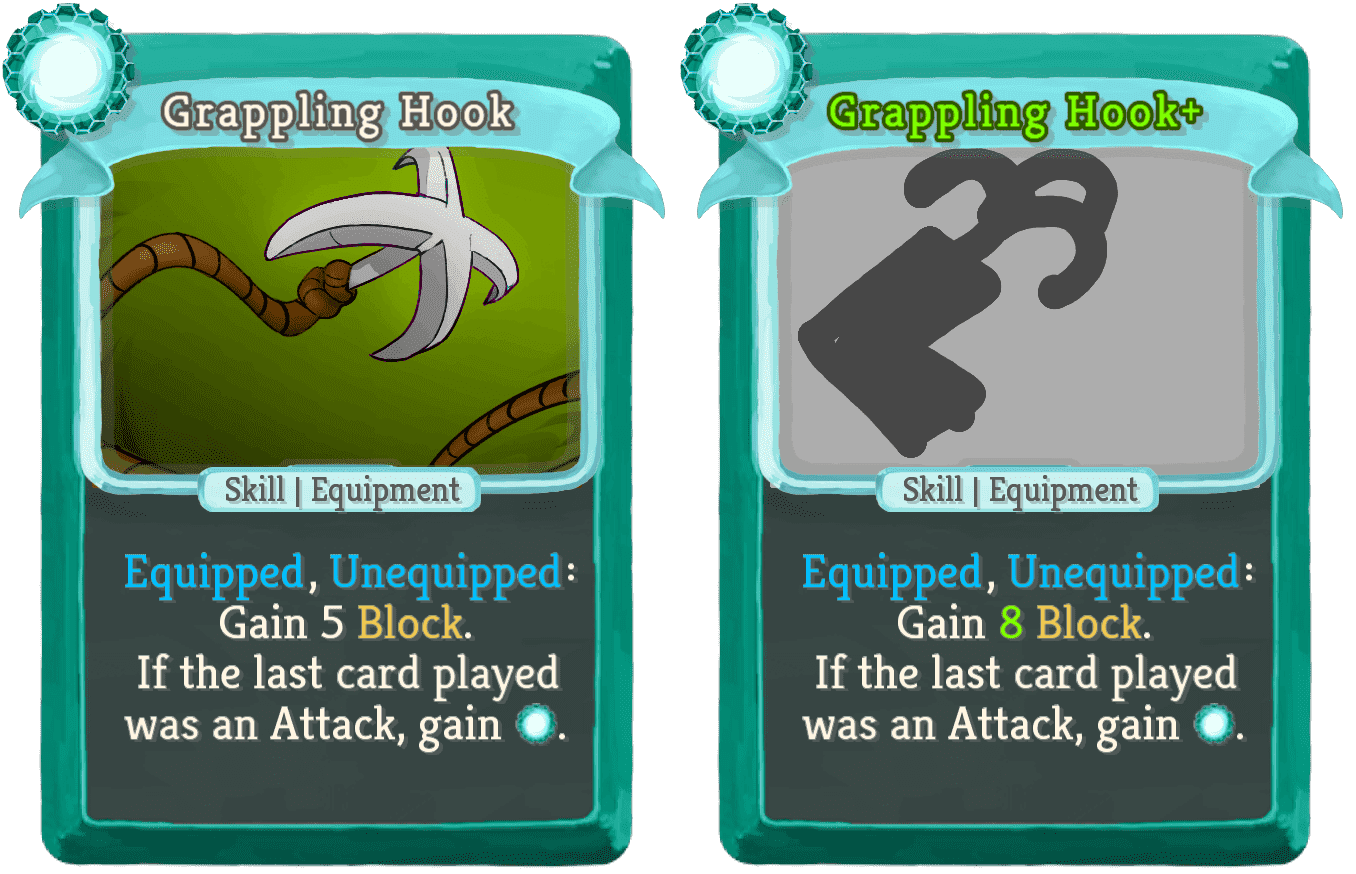 Grappling Hook
Skill | Equipment
Equipped, Unequipped:
Gain 5 Block.
If the last card played
was an Attack, gain .
Grappling Hook+
Skill | Equipment
Equipped, Unequipped:
Gain 8 Block.
If the last card played
was an Attack, gain .